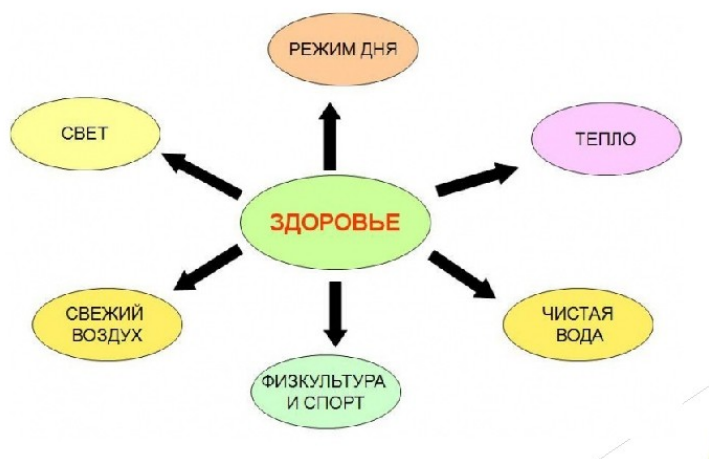 РЕЖИМ ДНЯ
СВЕТ
ТЕПЛО
ЗДОРОВЬЕ
СВЕЖИЙ
ВОЗДУХ
ЧИСТАЯ
ВОДА
ФИЗКУЛЬТУРА
И СПОРТ